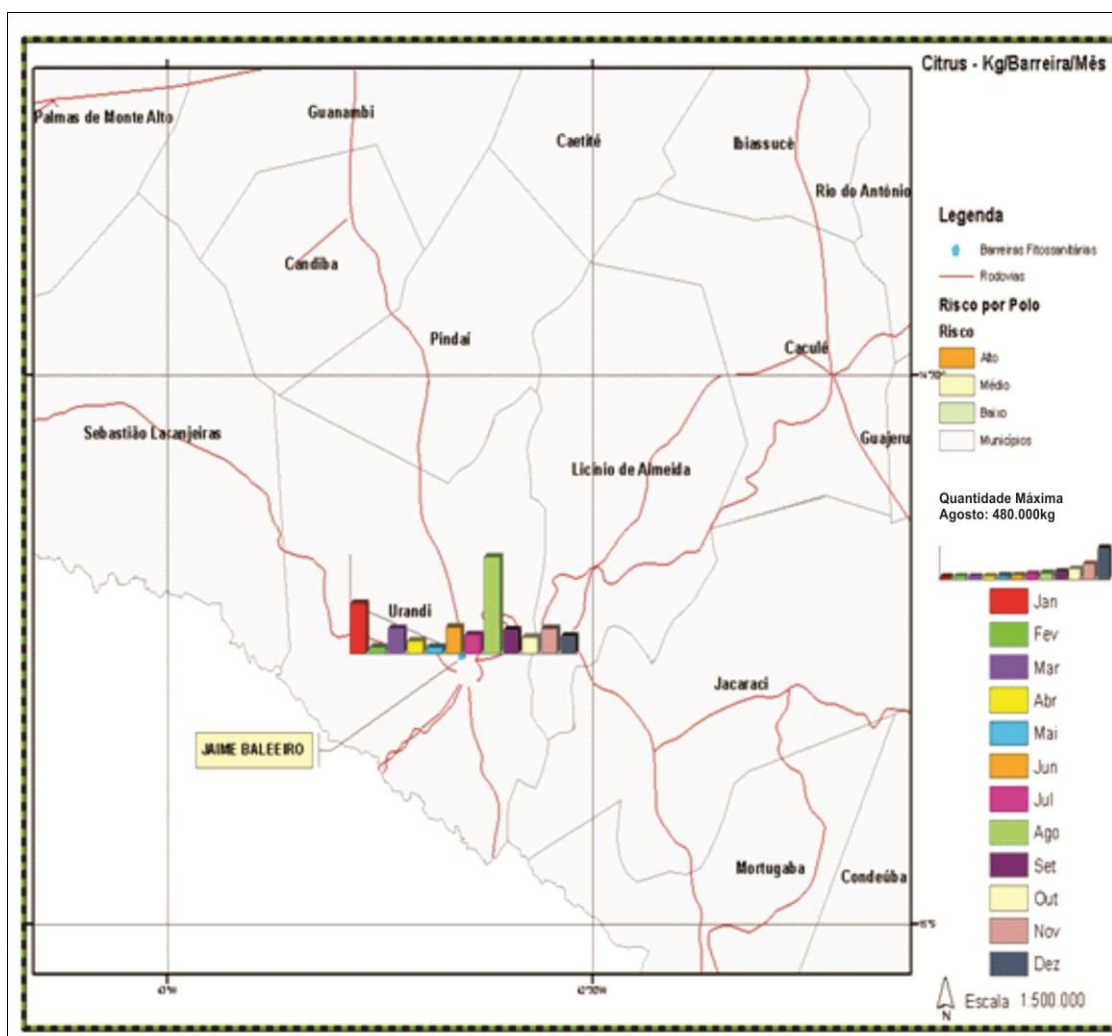 Citrus - Kg/Barreira/Mês
Palmas de Monte Alto
Guanambi
Caetité
Ibiassucê
Rio do Antônio
Candiba
Pindaí
Caculé
Sebastião Laranjeiras
Licínio de Almeida
Guajeru
Urandi
Jacaraci
JAIME BALEEIRO
Mortugaba
Condeúba
Legenda
Barreiras Fitossanitárias
Rodovias
Risco por Polo
Risco
Alto
Médio
Baixo
Municípios
Quantidade Máxima
Agosto: 480.000kg
Jan
Fev
Mar
Abr
Mai
Jun
Jul
Ago
Set
Out
Nov
Dez
N
Escala 1:500.000